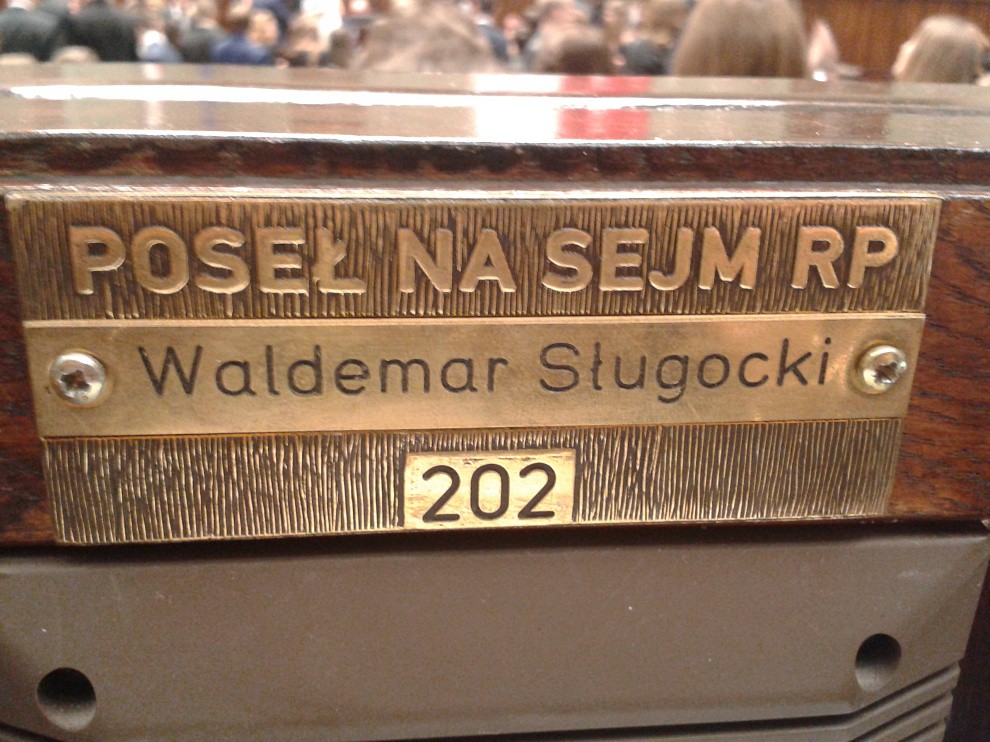 POSEŁ NA SEJM RP
Waldemar Sługocki
202